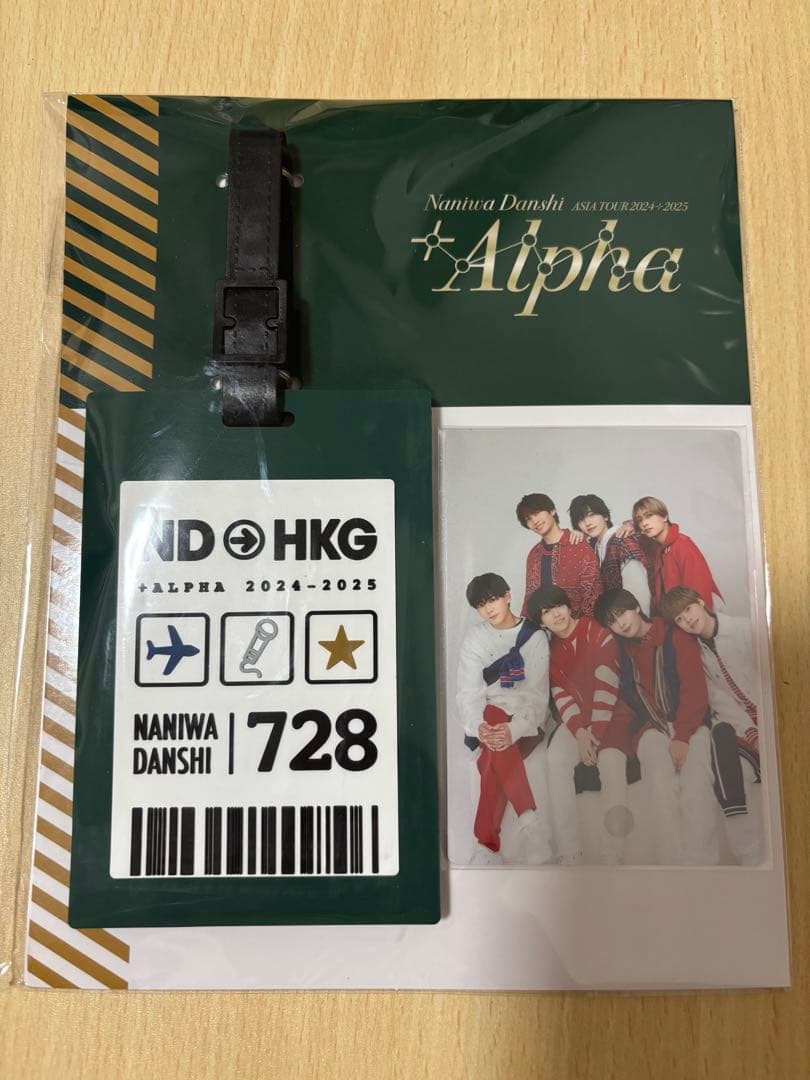 Naniwa Danshi ASIA TOUR 2024+2025
+Alpha
ND → HKG
+ALPHA 2024-2025
NANIWA
DANSHI
728